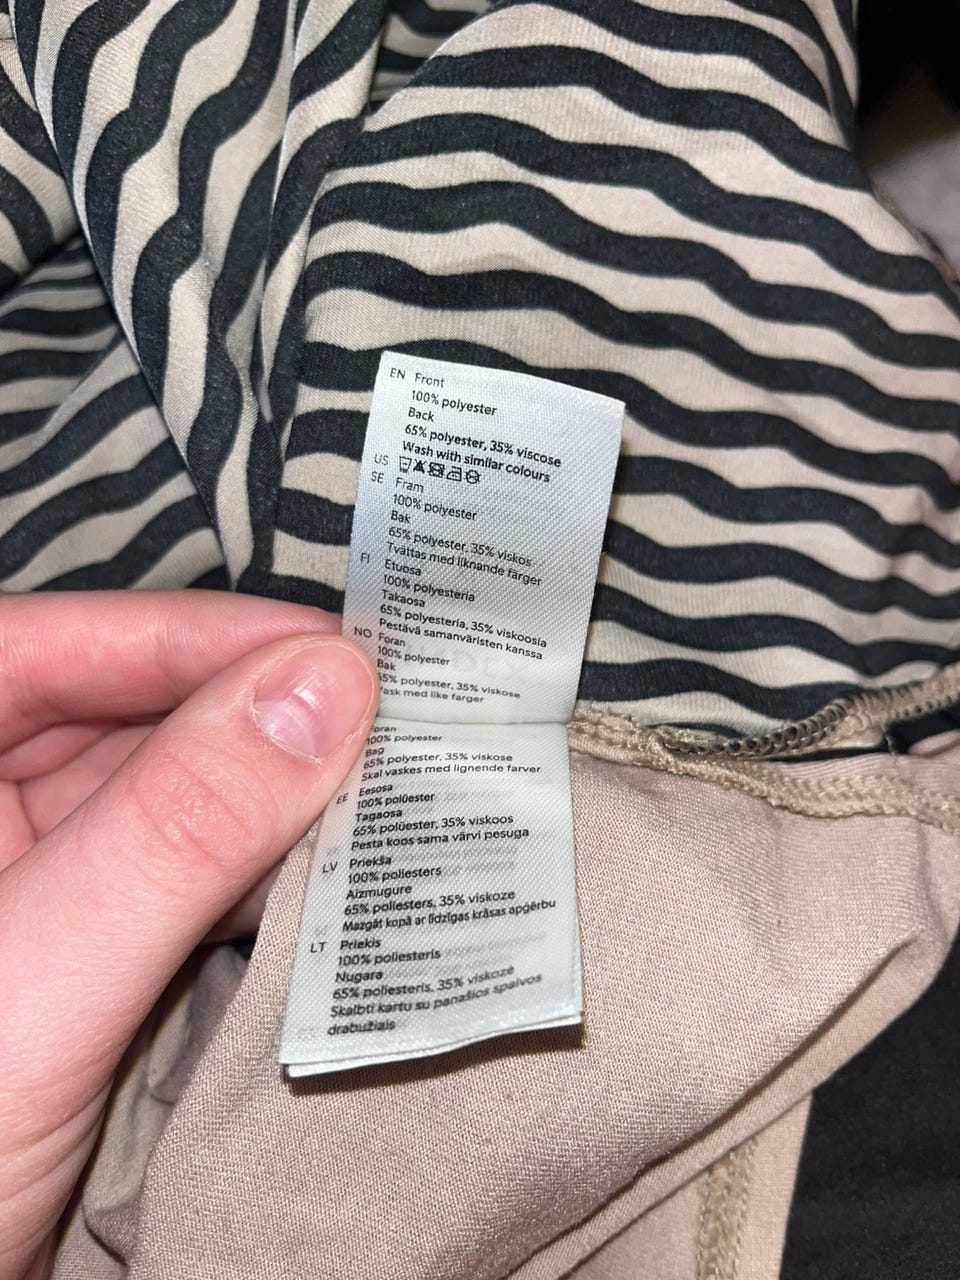 EN Front
100% polyester
Back
65% polyester, 35% viscose
Wash with similar colours
US
SE Fram
100% polyester
Bak
65% polyester, 35% viskos
Tvättas med liknande färger
FI Etuosa
100% polyesteria
Takaosa
65% polyesteria, 35% viskoosia
Pestävä samanväristen kanssa
NO Foran
100% polyester
Bak
65% polyester, 35% viskose
Vask med like farger
Foran
100% polyester
Bag
65% polyester, 35% viskose
Skal vaskes med lignende farver
EE Eesosa
100% polüester
Tagaosa
65% polüester, 35% viskoos
Pesta koos sama värvi pesuga
LV Priekša
100% poliesters
Aizmugure
65% poliesters, 35% viskoze
Mazgāt kopā ar līdzīgas krāsas apģērbu
LT Priekis
100% poliesteris
Nugara
65% poliesteris, 35% viskozė
Skalbti kartu su panašios spalvos
drabužiais